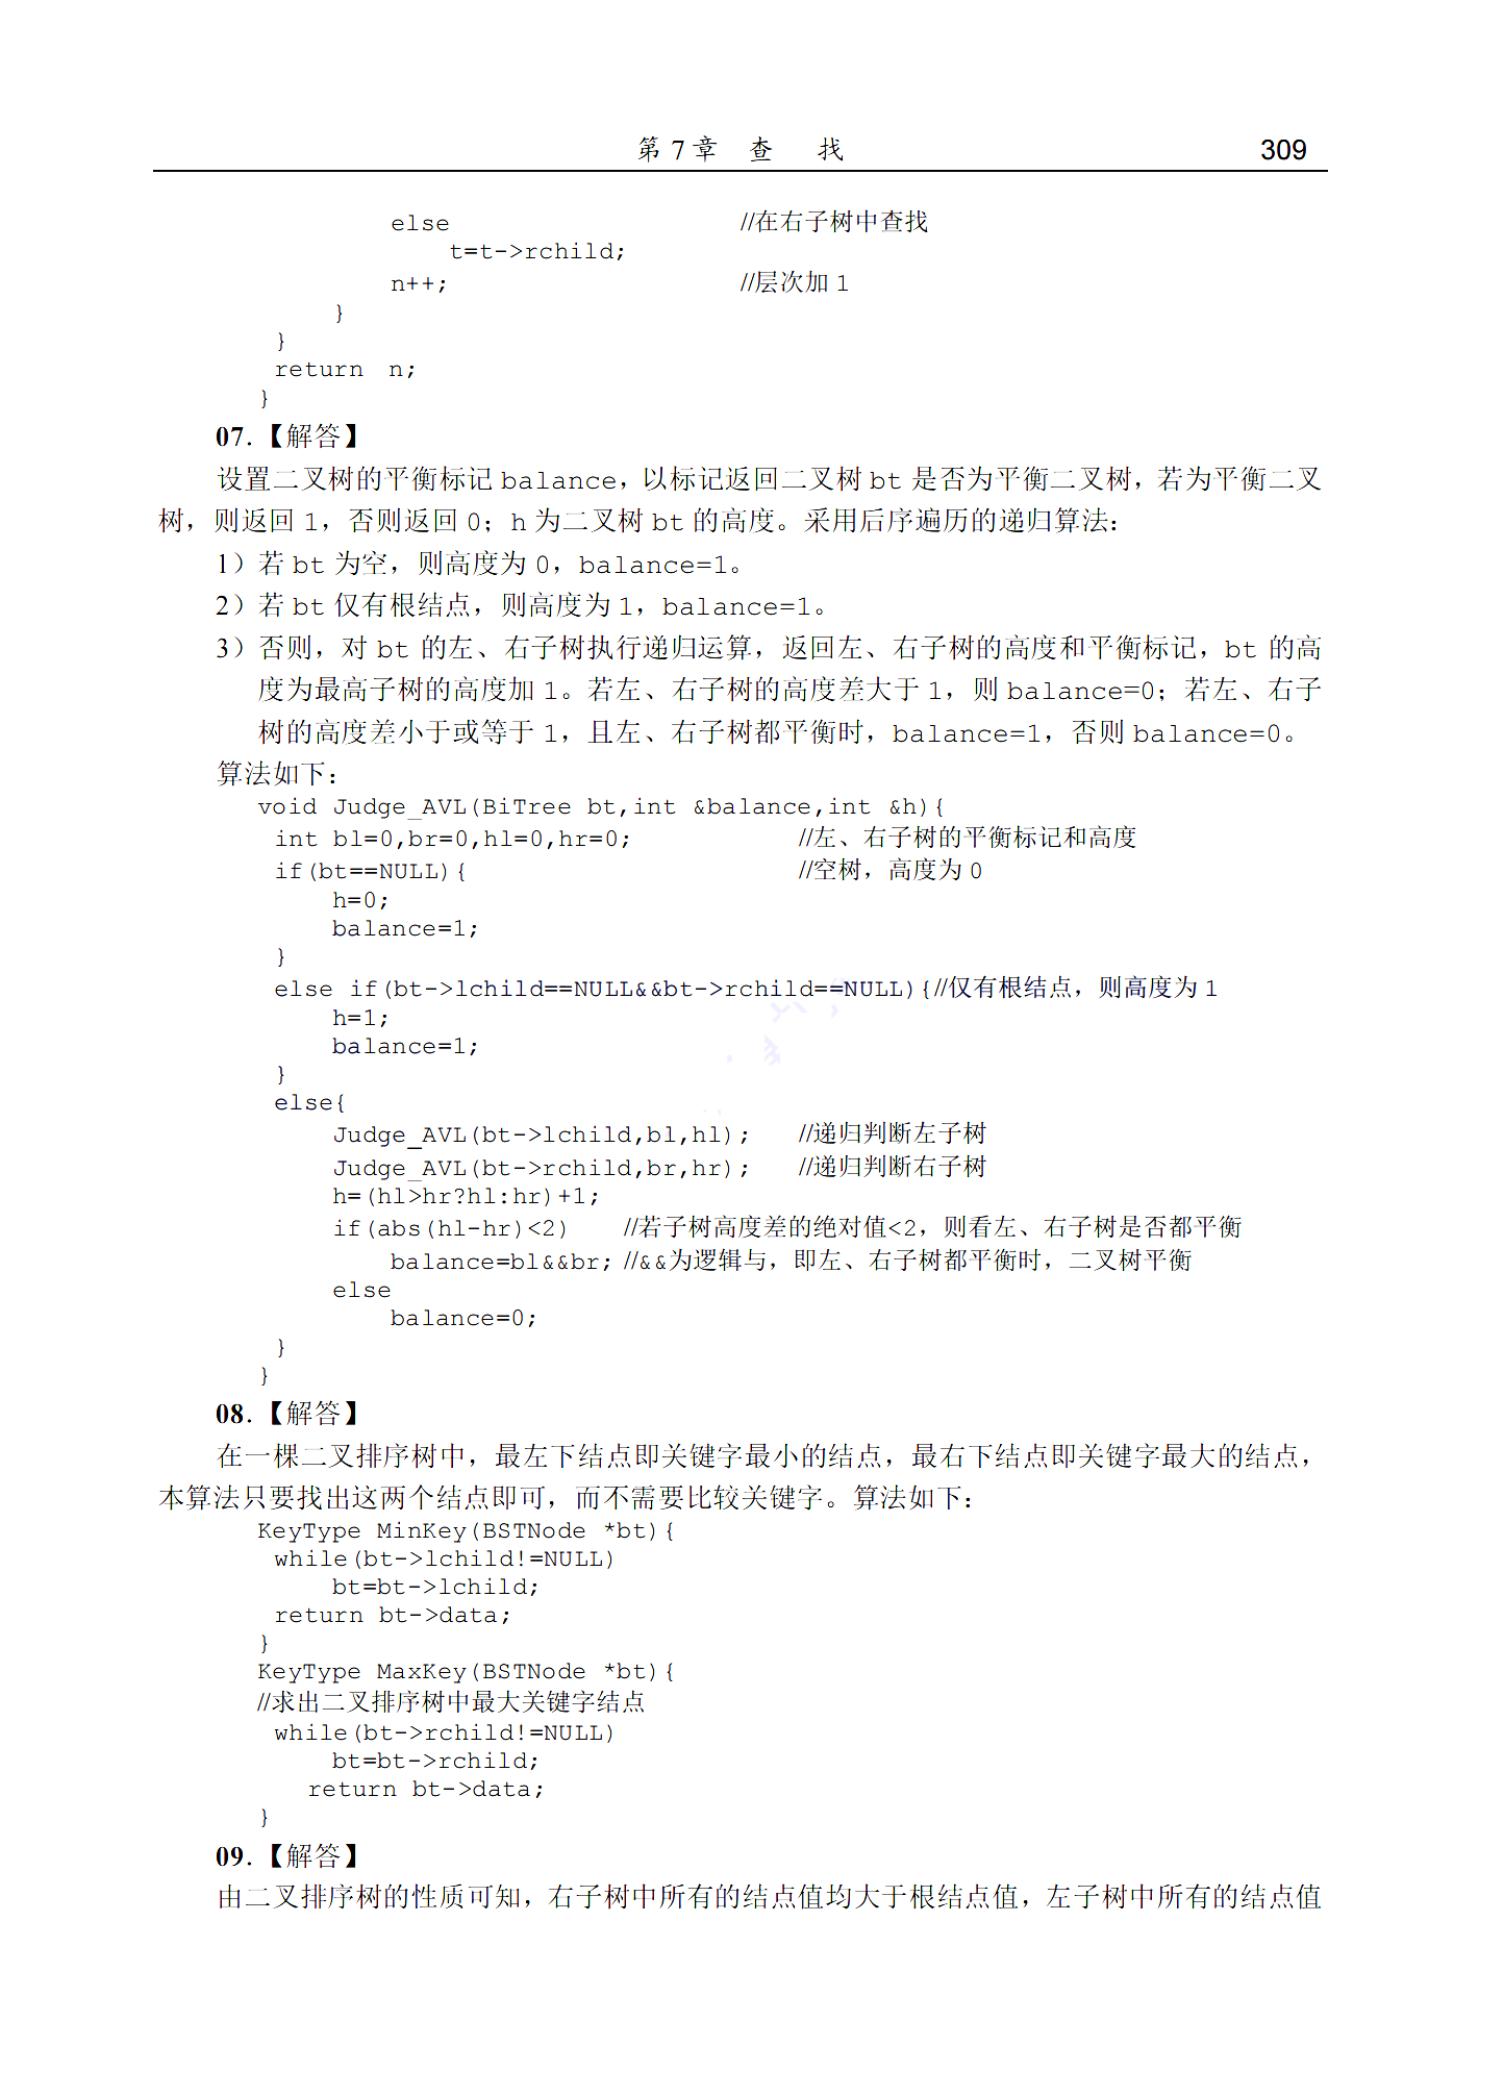 第 7 章 查 找 309
else //在右子树中查找
t=t->rchild;
n++; //层次加 1
}
}
return n;
}
07.【解答】
设置二叉树的平衡标记 balance，以标记返回二叉树 bt 是否为平衡二叉树，若为平衡二叉
树，则返回 1，否则返回 0；h 为二叉树 bt 的高度。采用后序遍历的递归算法：
1）若 bt 为空，则高度为 0，balance=1。
2）若 bt 仅有根结点，则高度为 1，balance=1。
3）否则，对 bt 的左、右子树执行递归运算，返回左、右子树的高度和平衡标记，bt 的高
度为最高子树的高度加 1。若左、右子树的高度差大于 1，则 balance=0；若左、右子
树的高度差小于或等于 1，且左、右子树都平衡时，balance=1，否则 balance=0。
算法如下：
void Judge_AVL(BiTree bt,int &balance,int &h){
int bl=0,br=0,hl=0,hr=0; //左、右子树的平衡标记和高度
if(bt==NULL){ //空树，高度为 0
h=0;
balance=1;
}
else if(bt->lchild==NULL&&bt->rchild==NULL){//仅有根结点，则高度为 1
h=1;
balance=1;
}
else{
Judge_AVL(bt->lchild,bl,hl); //递归判断左子树
Judge_AVL(bt->rchild,br,hr); //递归判断右子树
h=(hl>hr?hl:hr)+1;
if(abs(hl-hr)<2) //若子树高度差的绝对值<2，则看左、右子树是否都平衡
balance=bl&&br; //&&为逻辑与，即左、右子树都平衡时，二叉树平衡
else
balance=0;
}
}
08.【解答】
在一棵二叉排序树中，最左下结点即关键字最小的结点，最右下结点即关键字最大的结点，
本算法只要找出这两个结点即可，而不需要比较关键字。算法如下：
KeyType MinKey(BSTNode *bt){
while(bt->lchild!=NULL)
bt=bt->lchild;
return bt->data;
}
KeyType MaxKey(BSTNode *bt){
//求出二叉排序树中最大关键字结点
while(bt->rchild!=NULL)
bt=bt->rchild;
return bt->data;
}
09.【解答】
由二叉排序树的性质可知，右子树中所有的结点值均大于根结点值，左子树中所有的结点值